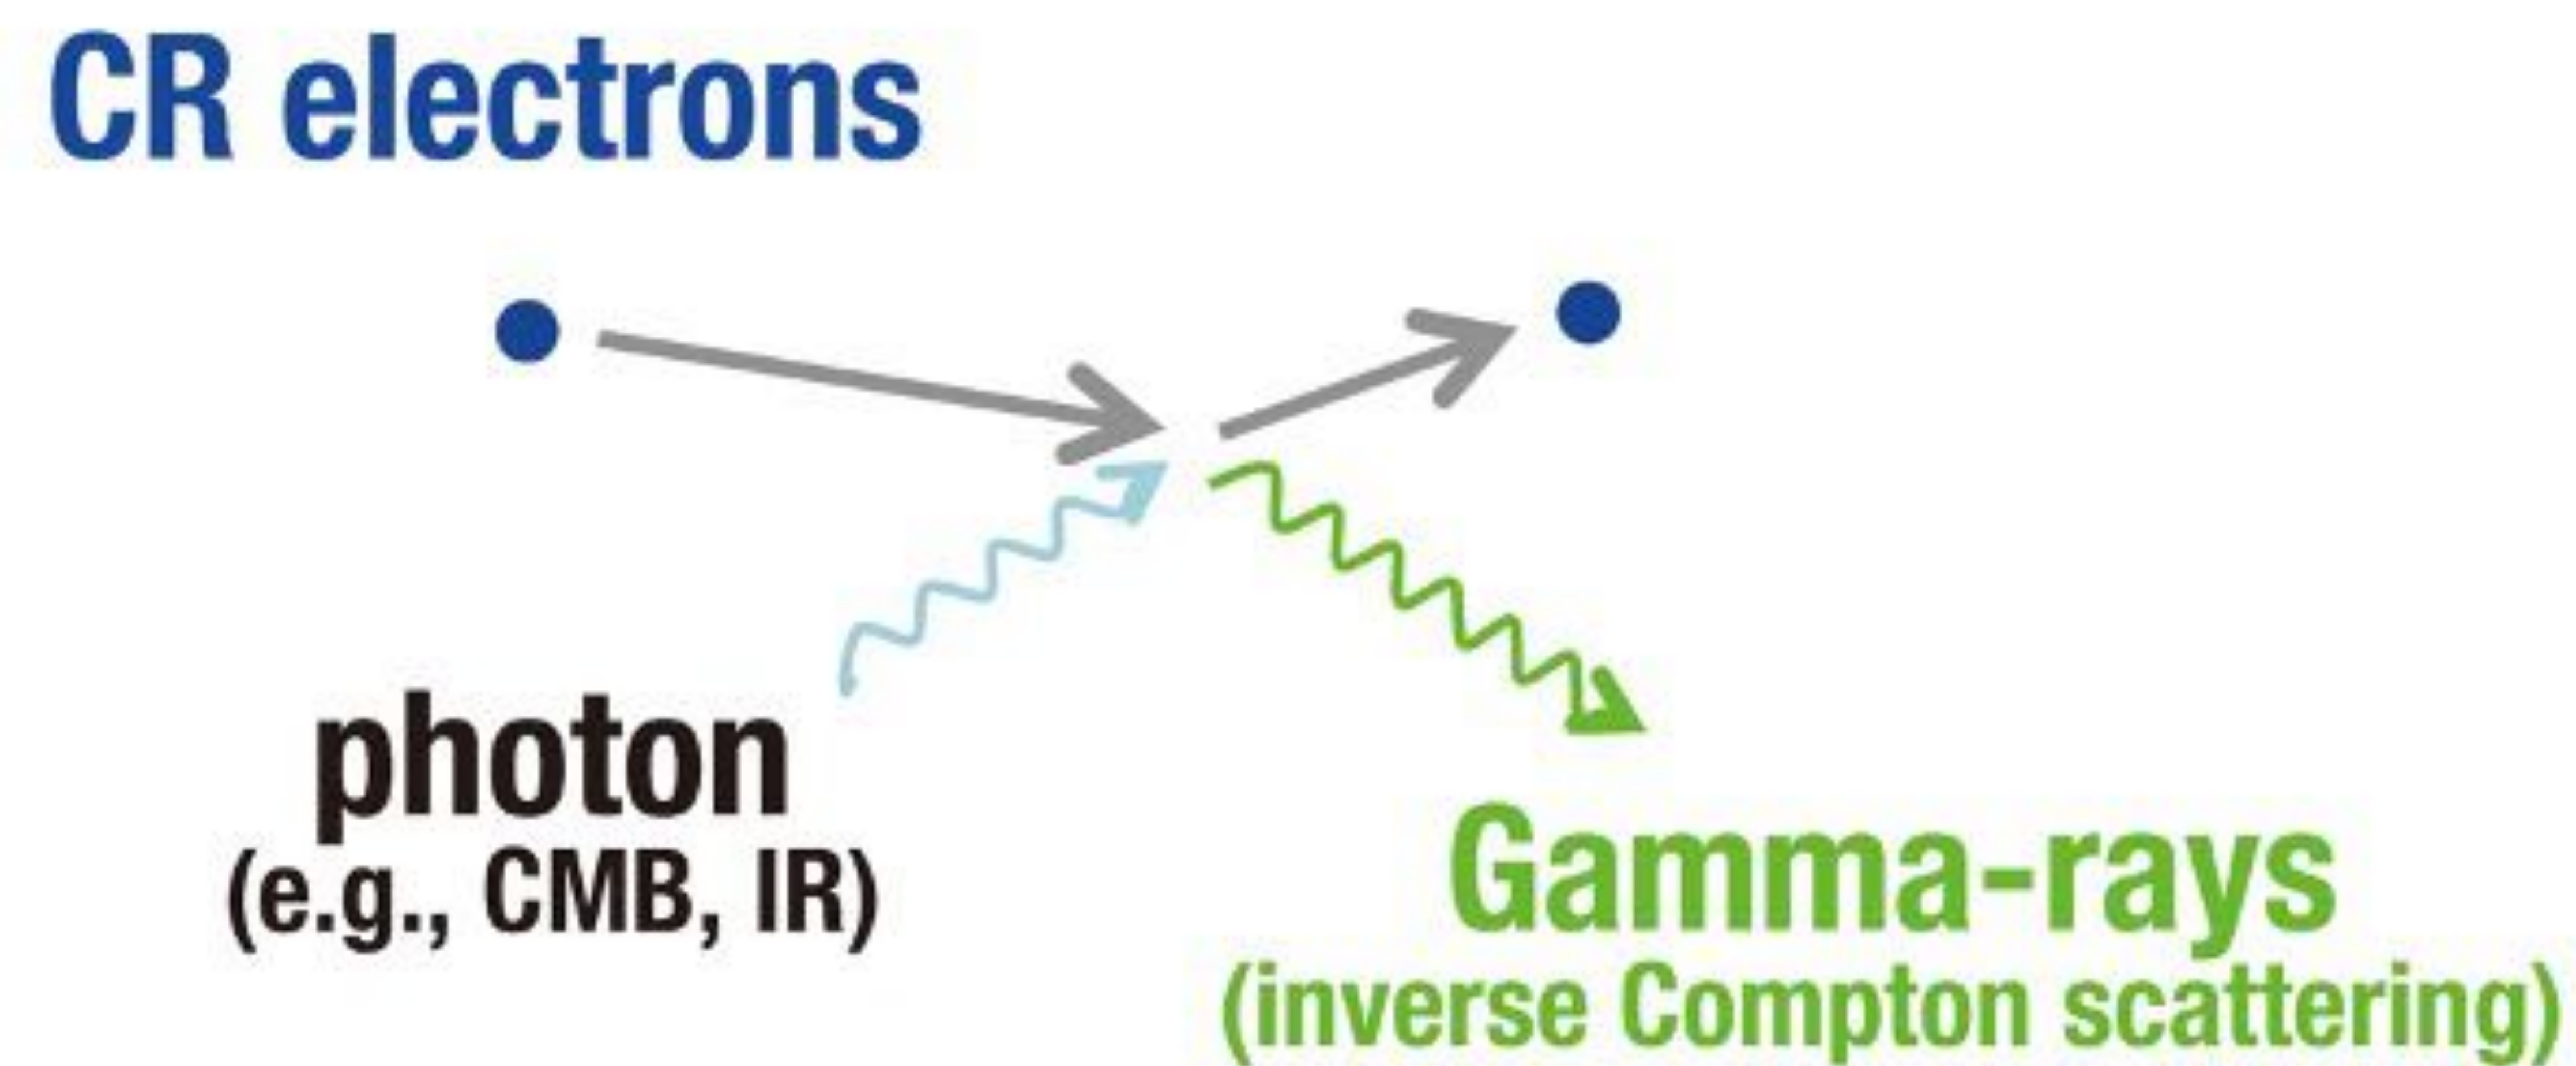 CR electrons
photon
(e.g., CMB, IR)
Gamma-rays
(inverse Compton scattering)